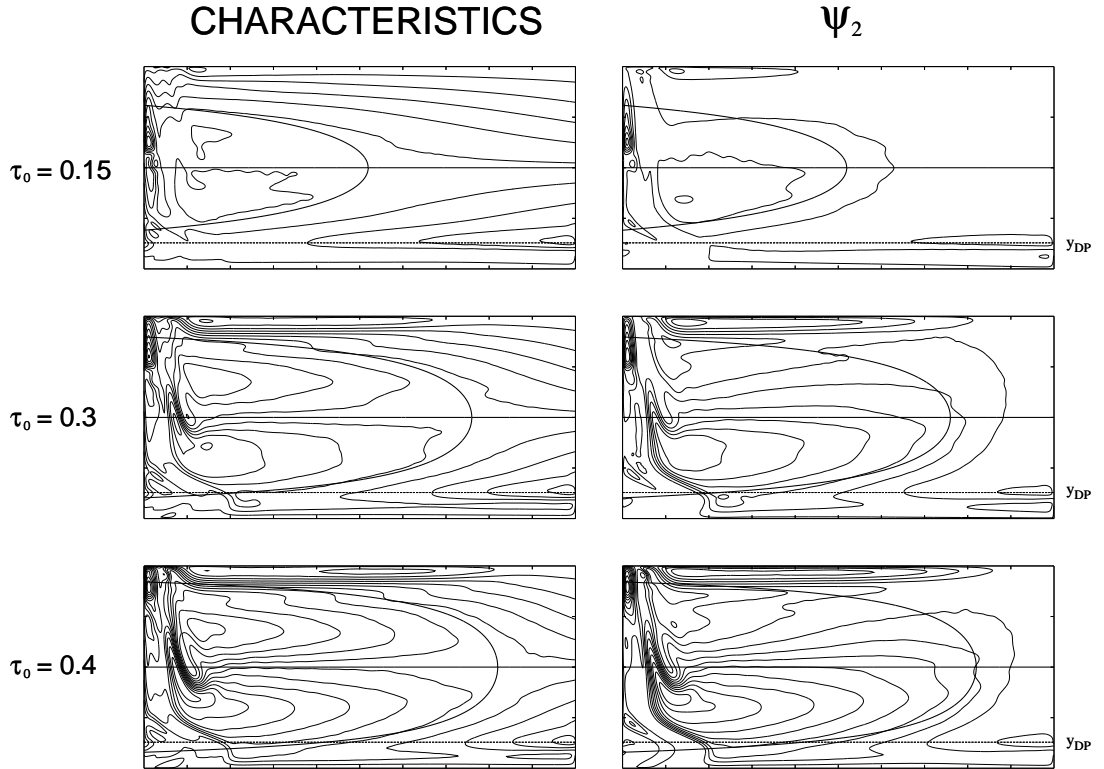 CHARACTERISTICS
ψ₂
τ₀ = 0.15
y_DP
τ₀ = 0.3
y_DP
τ₀ = 0.4
y_DP